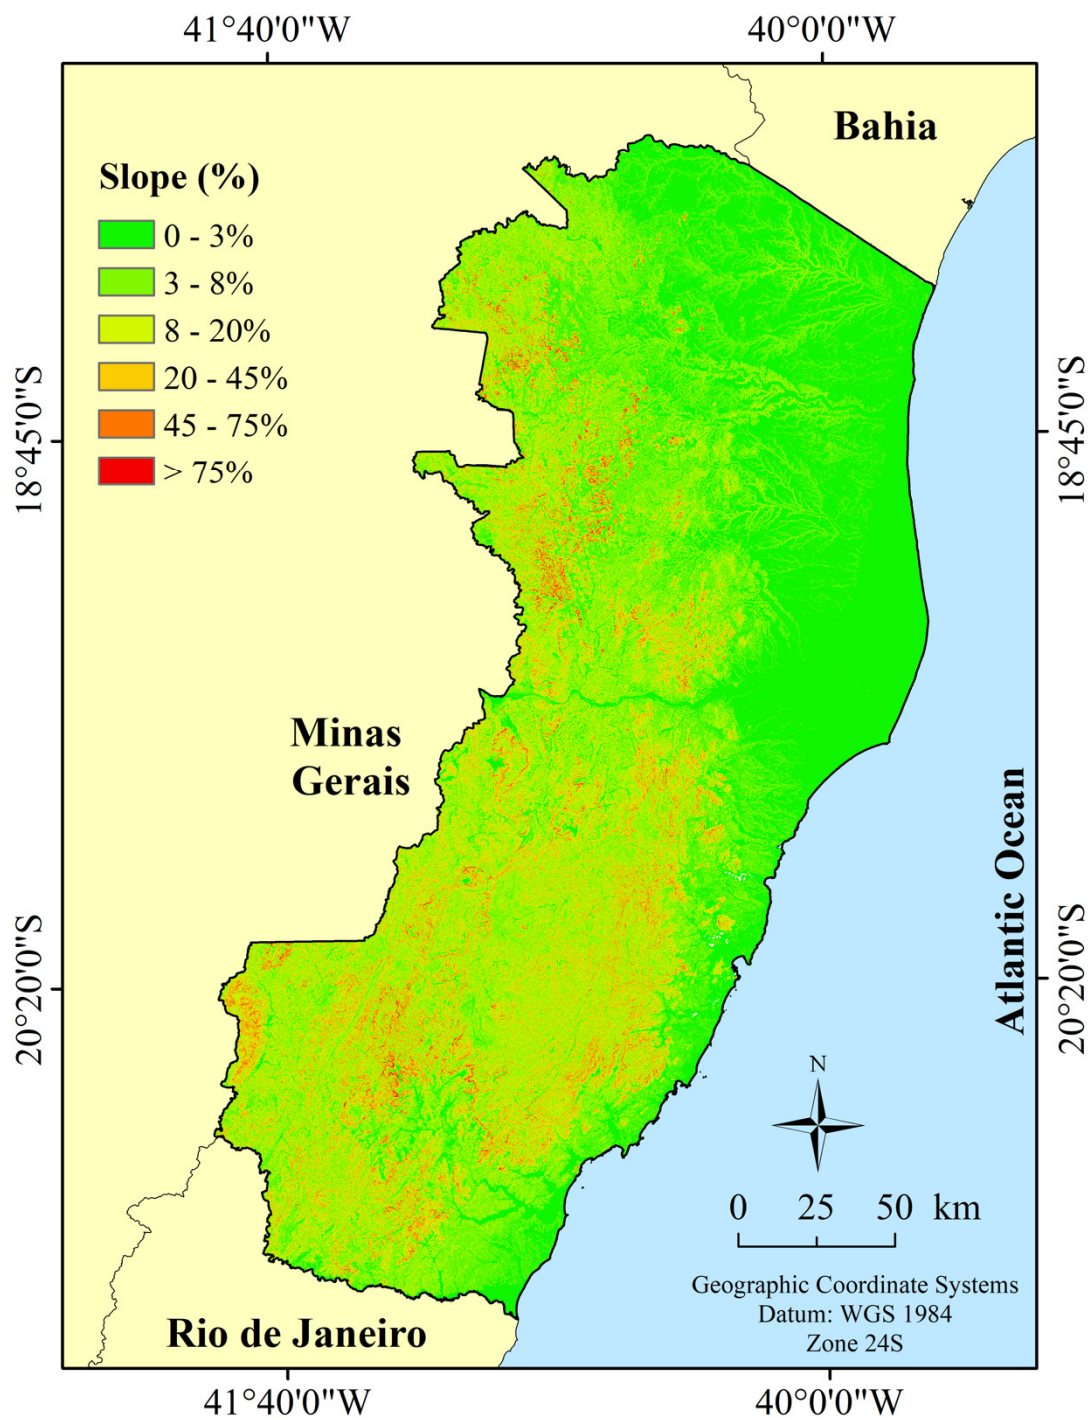 41°40'0"W
40°0'0"W
Bahia
Slope (%)
0 - 3%
3 - 8%
8 - 20%
20 - 45%
45 - 75%
> 75%
18°45'0"S
18°45'0"S
Minas
Gerais
Atlantic Ocean
20°20'0"S
20°20'0"S
N
0 25 50 km
Geographic Coordinate Systems
Datum: WGS 1984
Zone 24S
Rio de Janeiro
41°40'0"W
40°0'0"W